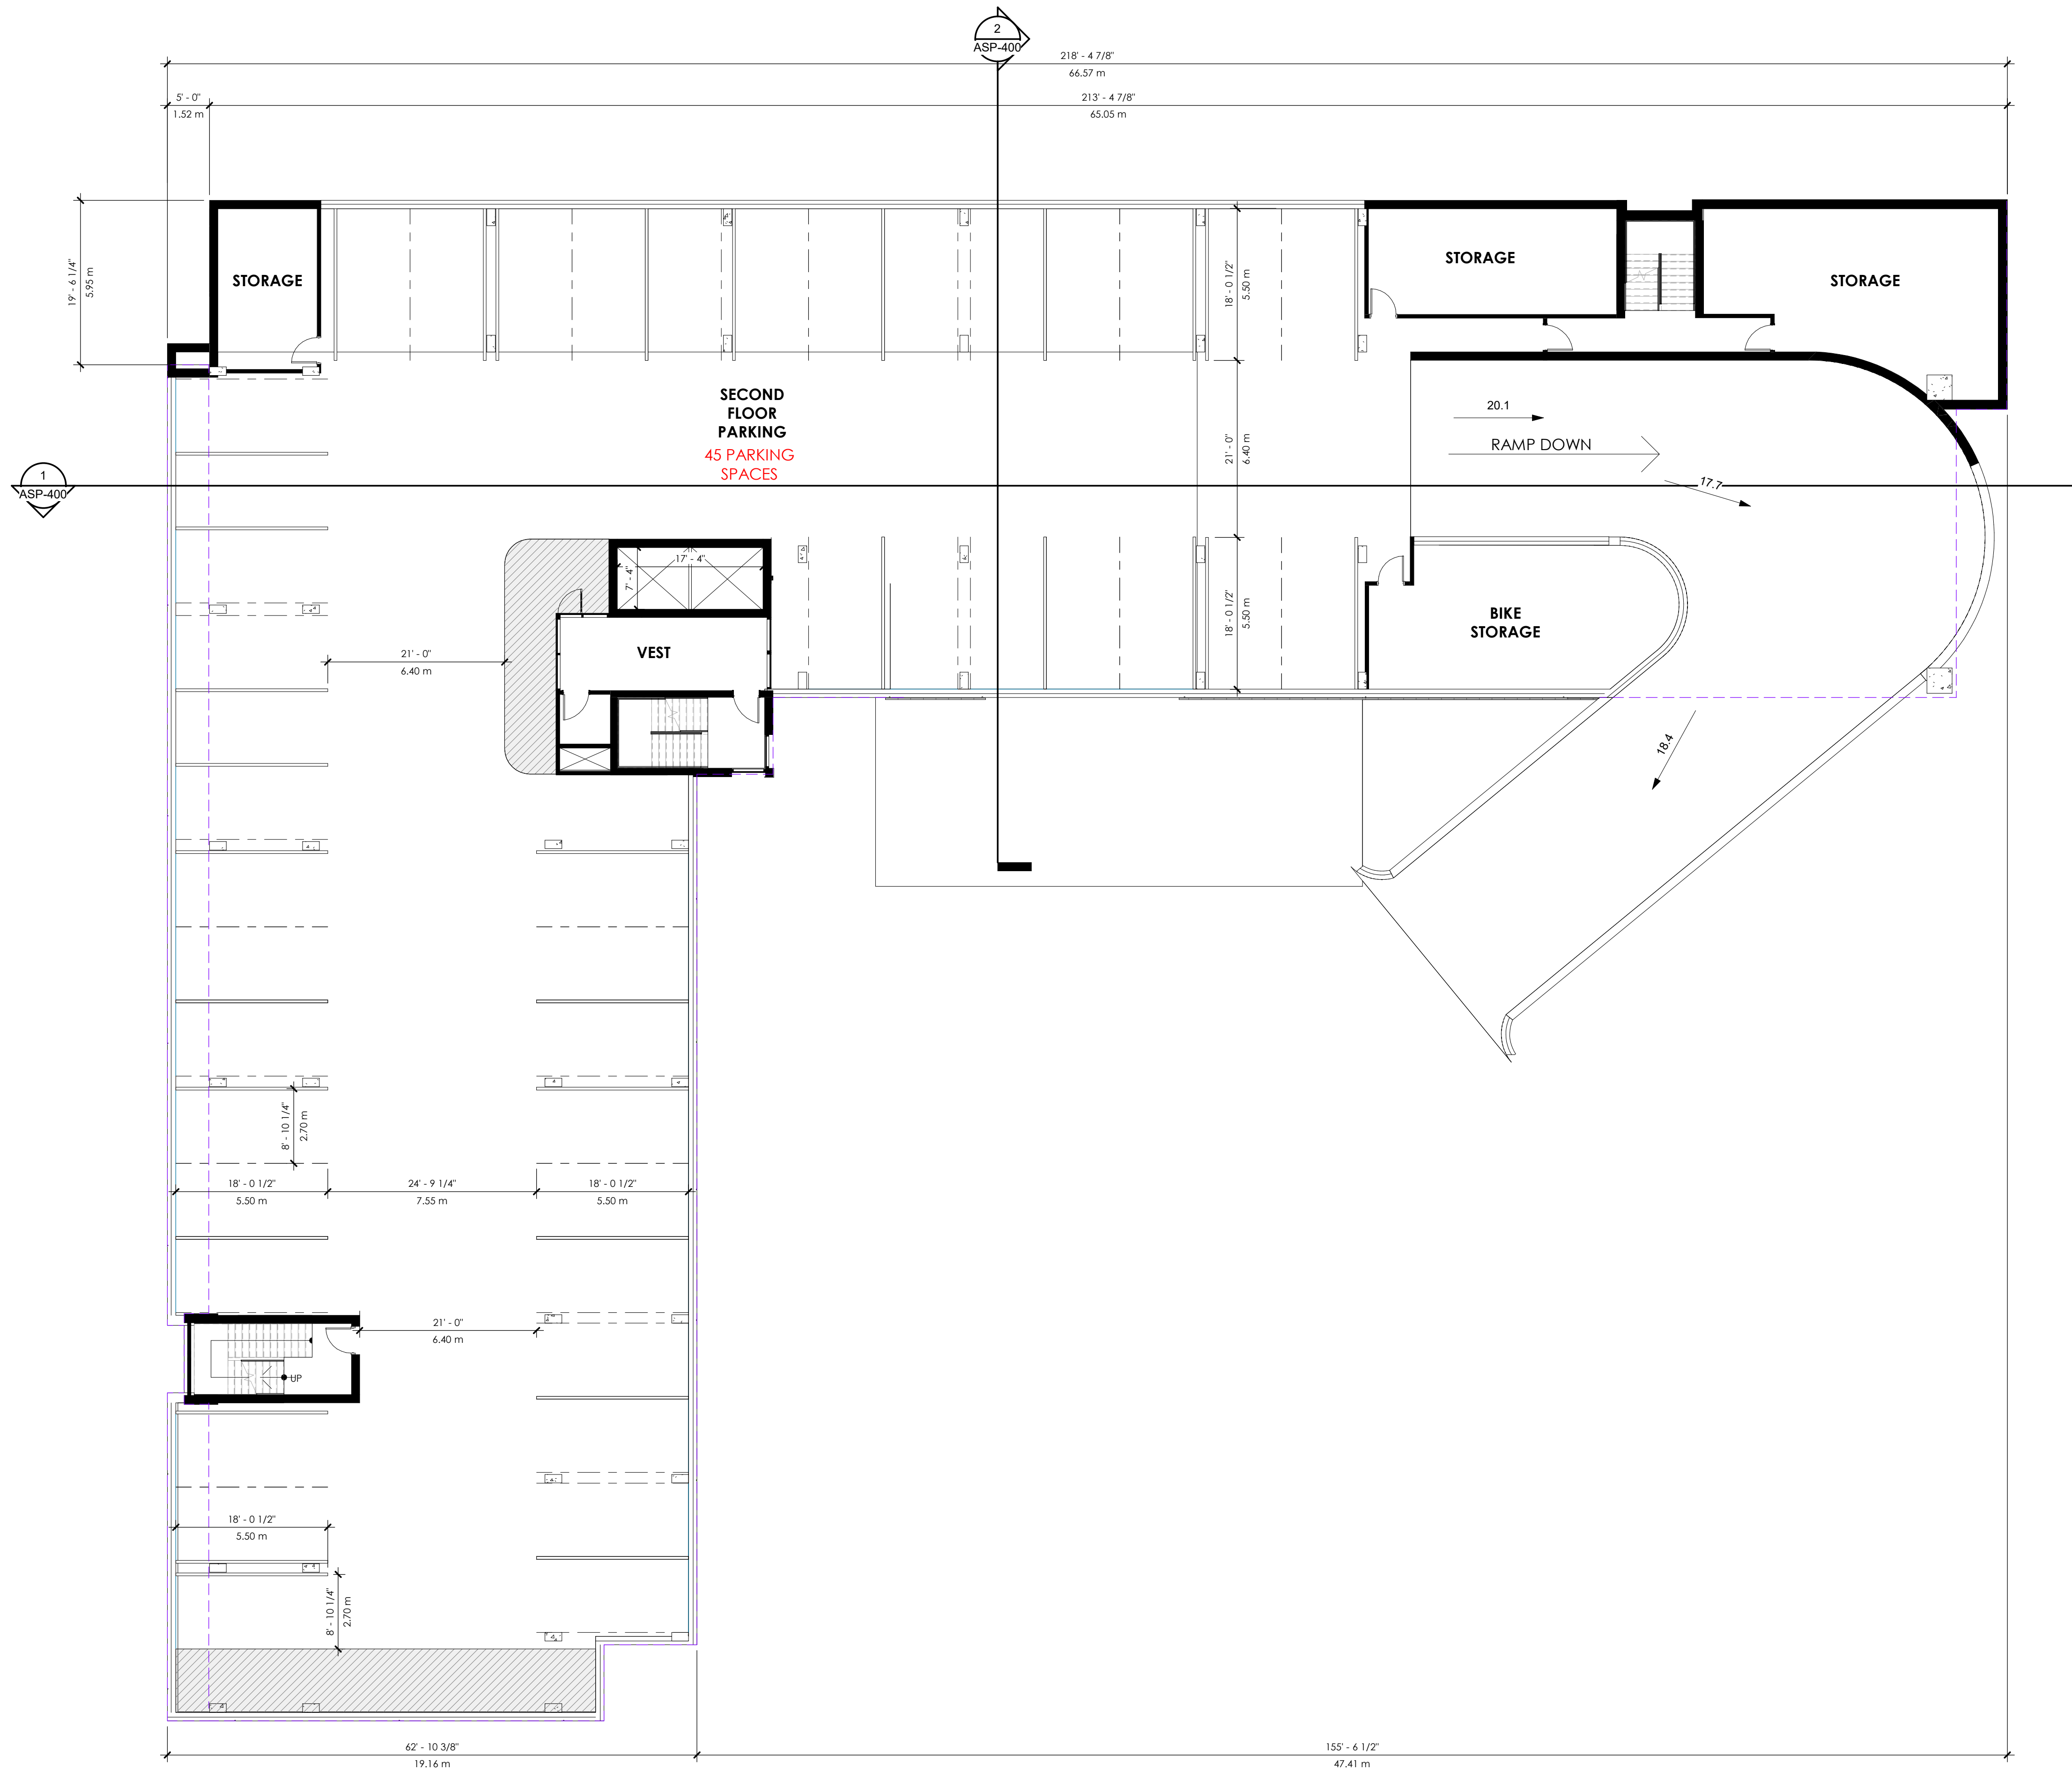 2
ASP-400
218' - 4 7/8"
66.57 m
5' - 0"
1.52 m
213' - 4 7/8"
65.05 m
19' - 6 1/4"
5.95 m
STORAGE
STORAGE
STORAGE
18' - 0 1/2"
5.50 m
SECOND
FLOOR
PARKING
45 PARKING
SPACES
20.1
RAMP DOWN
21' - 0"
6.40 m
1
ASP-400
17.7
17' - 4"
7' - 4"
18' - 0 1/2"
5.50 m
BIKE
STORAGE
VEST
21' - 0"
6.40 m
18.4
8' - 10 1/4"
2.70 m
18' - 0 1/2"
5.50 m
24' - 9 1/4"
7.55 m
18' - 0 1/2"
5.50 m
21' - 0"
6.40 m
UP
18' - 0 1/2"
5.50 m
8' - 10 1/4"
2.70 m
62' - 10 3/8"
19.16 m
155' - 6 1/2"
47.41 m